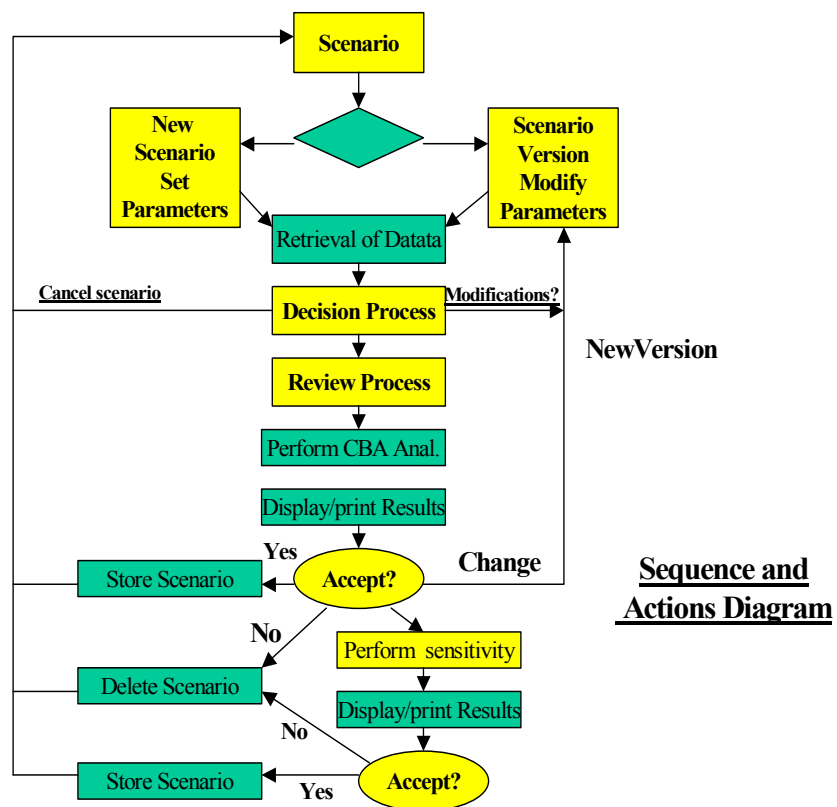 Scenario
New
Scenario
Set
Parameters
Scenario
Version
Modify
Parameters
Retrieval of Datata
Cancel scenario
Decision Process
Modifications?
NewVersion
Review Process
Perform CBA Anal.
Display/print Results
Yes
Store Scenario
Accept?
Change
Sequence and
Actions Diagram
No
Perform sensitivity
Delete Scenario
Display/print Results
No
Store Scenario
Yes
Accept?